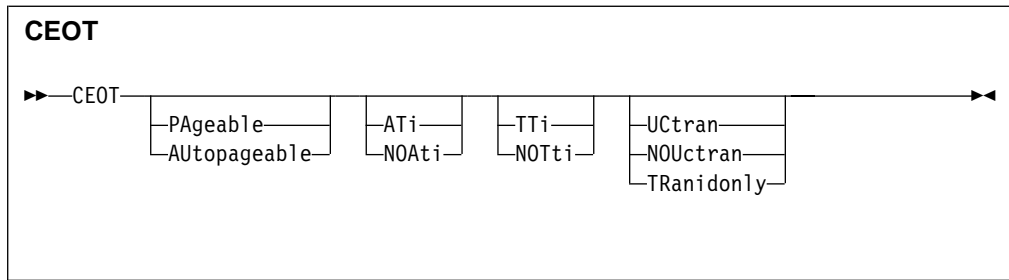 CEOT
CEOT
PAgeable ATi TTi UCtran
AUtopageable NOAti NOTti NOUctran
TRanidonly